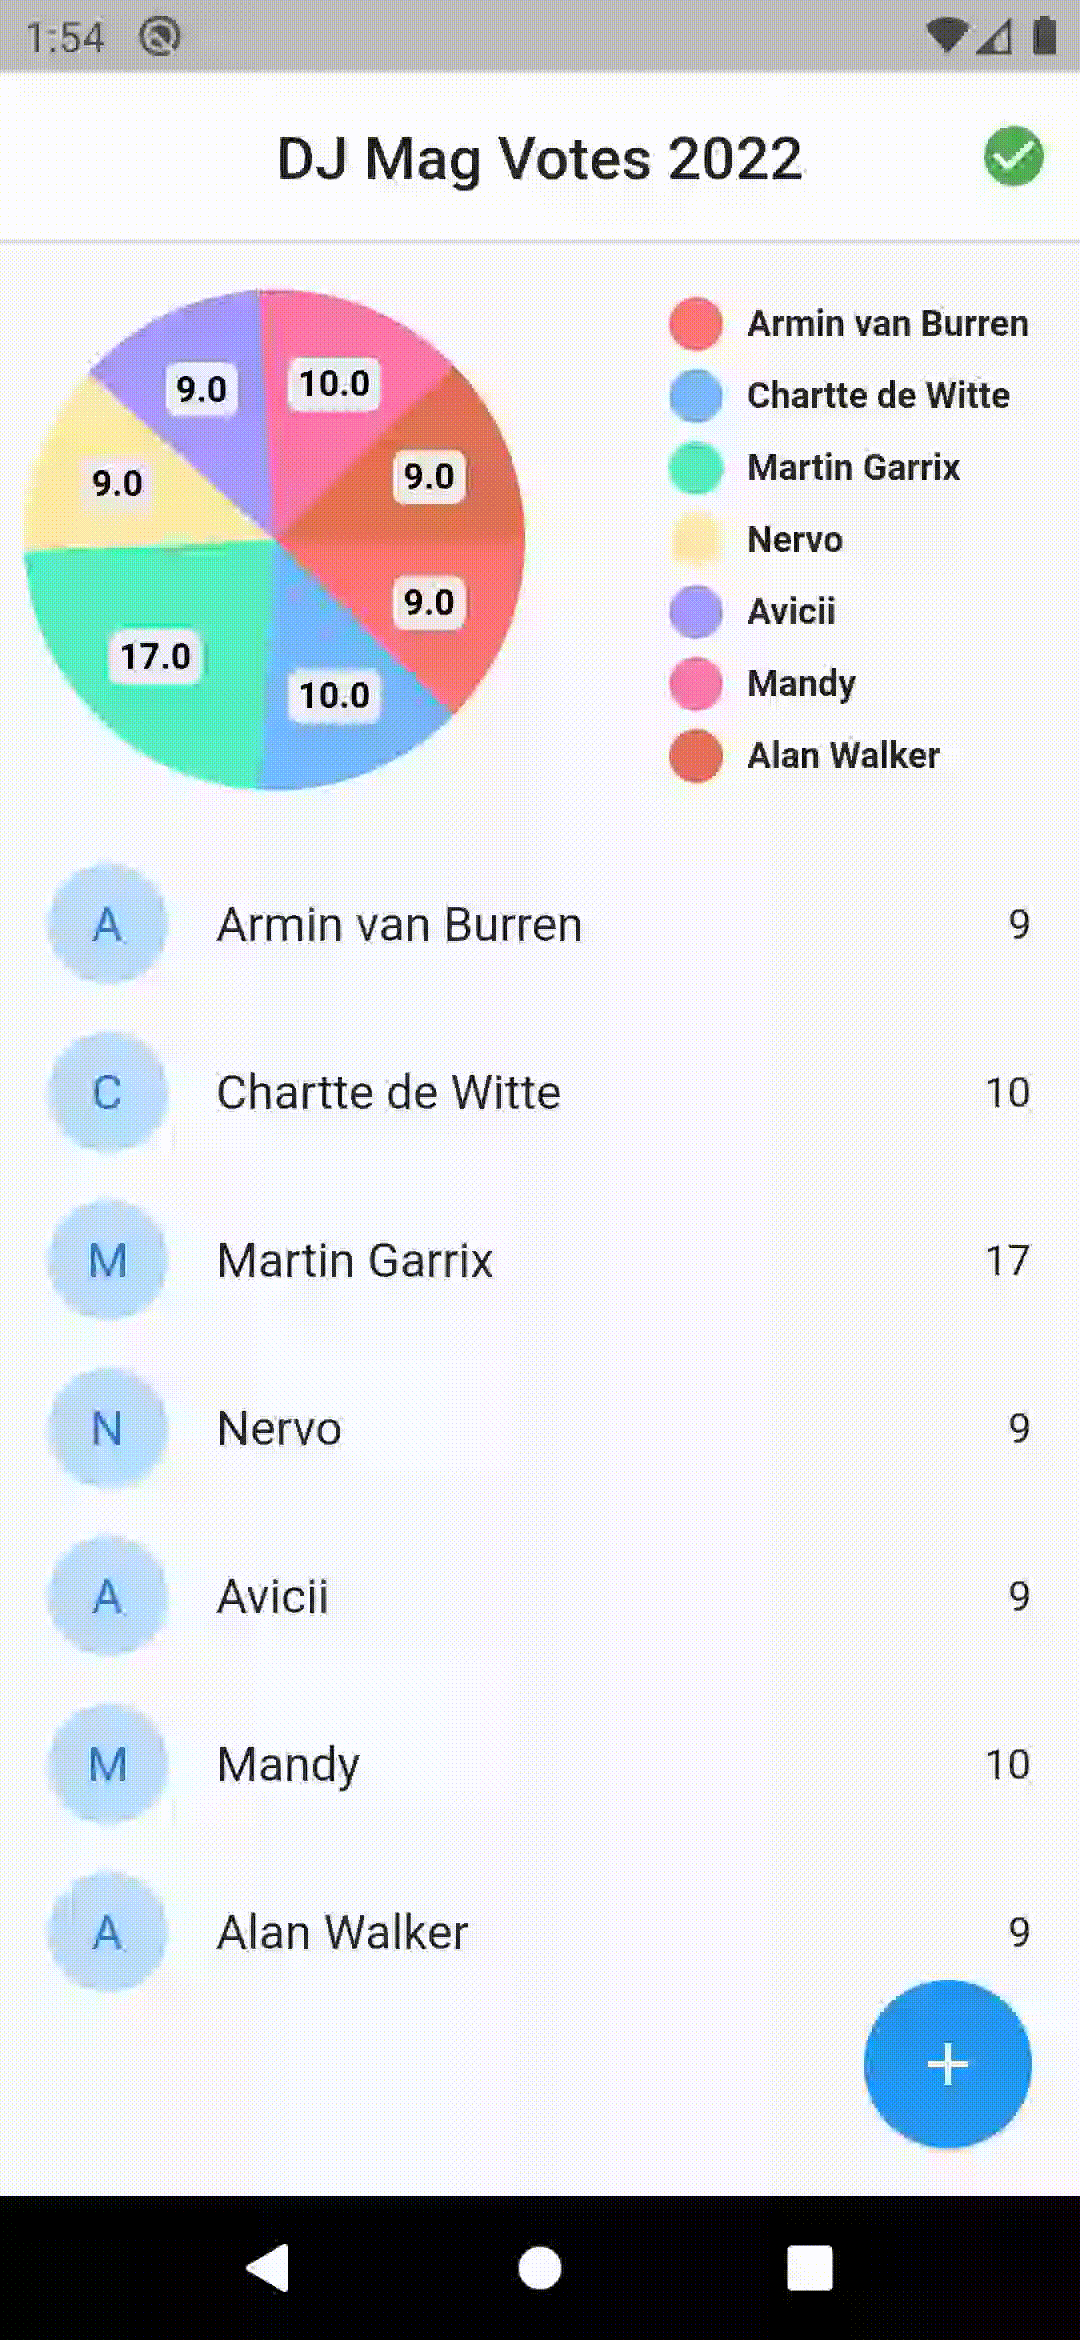 1:54
DJ Mag Votes 2022
9.0
10.0
9.0
9.0
9.0
17.0
10.0
Armin van Burren
Chartte de Witte
Martin Garrix
Nervo
Avicii
Mandy
Alan Walker
A Armin van Burren 9
C Chartte de Witte 10
M Martin Garrix 17
N Nervo 9
A Avicii 9
M Mandy 10
A Alan Walker 9
+